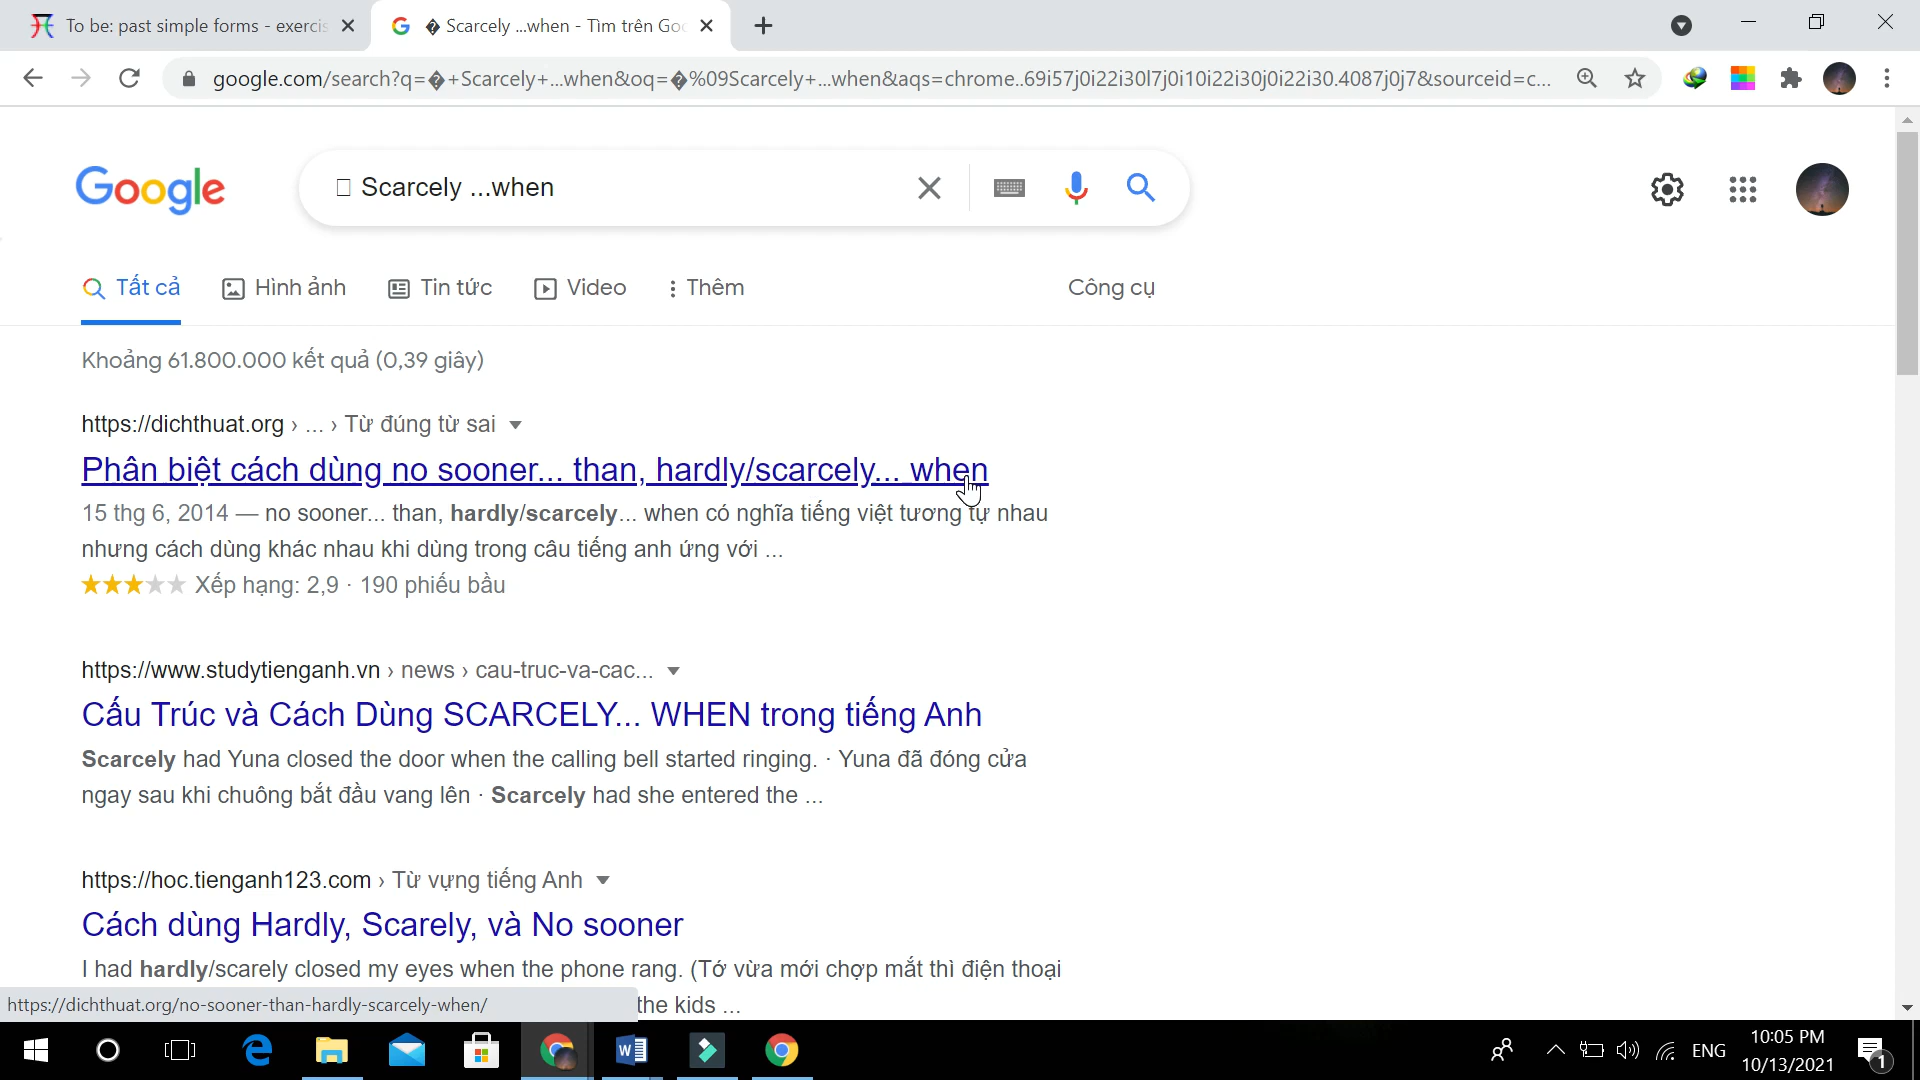 To be: past simple forms - exercis
� Scarcely ...when - Tìm trên Goo
google.com/search?q=�+Scarcely+...when&oq=�%09Scarcely+...when&aqs=chrome..69i57j0i22i30l7j0i10i22i30j0i22i30.4087j0j7&sourceid=c...
Google
Scarcely ...when
Tất cả
Hình ảnh
Tin tức
Video
Thêm
Công cụ
Khoảng 61.800.000 kết quả (0,39 giây)
https://dichthuat.org › ... › Từ đúng từ sai
Phân biệt cách dùng no sooner... than, hardly/scarcely... when
15 thg 6, 2014 — no sooner... than, hardly/scarcely... when có nghĩa tiếng việt tương tự nhau
nhưng cách dùng khác nhau khi dùng trong câu tiếng anh ứng với ...
Xếp hạng: 2,9 · 190 phiếu bầu
https://www.studytienganh.vn › news › cau-truc-va-cac...
Cấu Trúc và Cách Dùng SCARCELY... WHEN trong tiếng Anh
Scarcely had Yuna closed the door when the calling bell started ringing. · Yuna đã đóng cửa
ngay sau khi chuông bắt đầu vang lên · Scarcely had she entered the ...
https://hoc.tienganh123.com › Từ vựng tiếng Anh
Cách dùng Hardly, Scarely, và No sooner
I had hardly/scarely closed my eyes when the phone rang. (Tớ vừa mới chợp mắt thì điện thoại
the kids ...
https://dichthuat.org/no-sooner-than-hardly-scarcely-when/
ENG
10:05 PM
10/13/2021
1